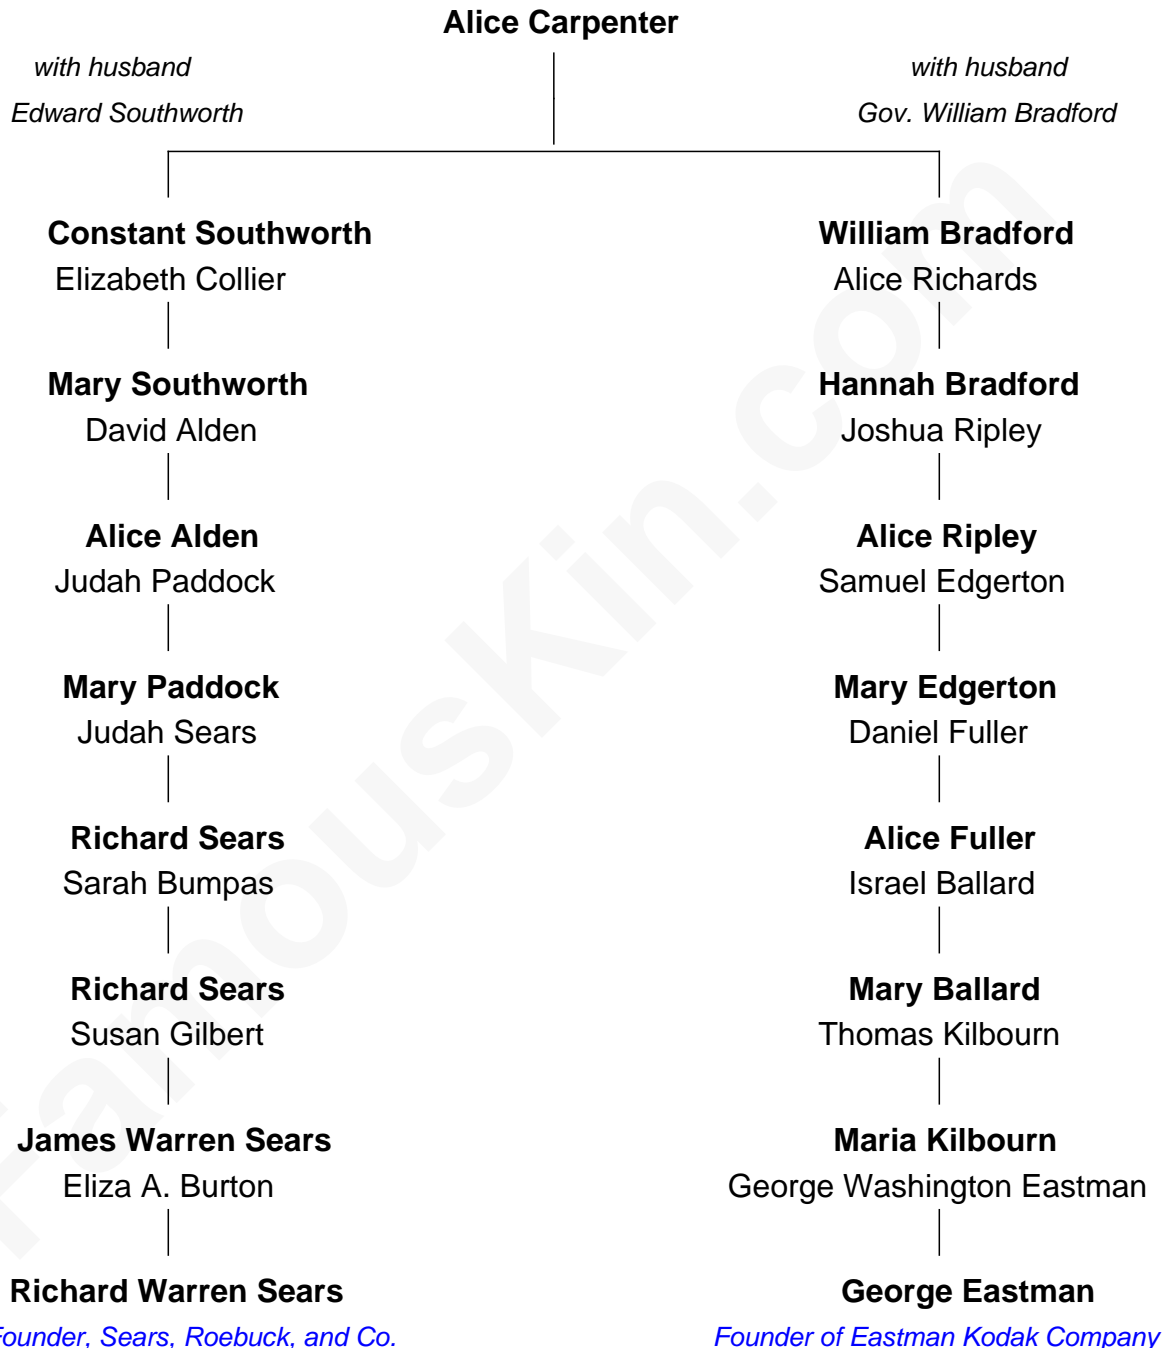 Alice Carpenter
with husband
Edward Southworth
with husband
Gov. William Bradford
Constant Southworth
Elizabeth Collier
William Bradford
Alice Richards
Mary Southworth
David Alden
Hannah Bradford
Joshua Ripley
Alice Alden
Judah Paddock
Alice Ripley
Samuel Edgerton
Mary Paddock
Judah Sears
Mary Edgerton
Daniel Fuller
Richard Sears
Sarah Bumpas
Alice Fuller
Israel Ballard
Richard Sears
Susan Gilbert
Mary Ballard
Thomas Kilbourn
James Warren Sears
Eliza A. Burton
Maria Kilbourn
George Washington Eastman
Richard Warren Sears
Founder, Sears, Roebuck, and Co.
George Eastman
Founder of Eastman Kodak Company
FamousKin.com